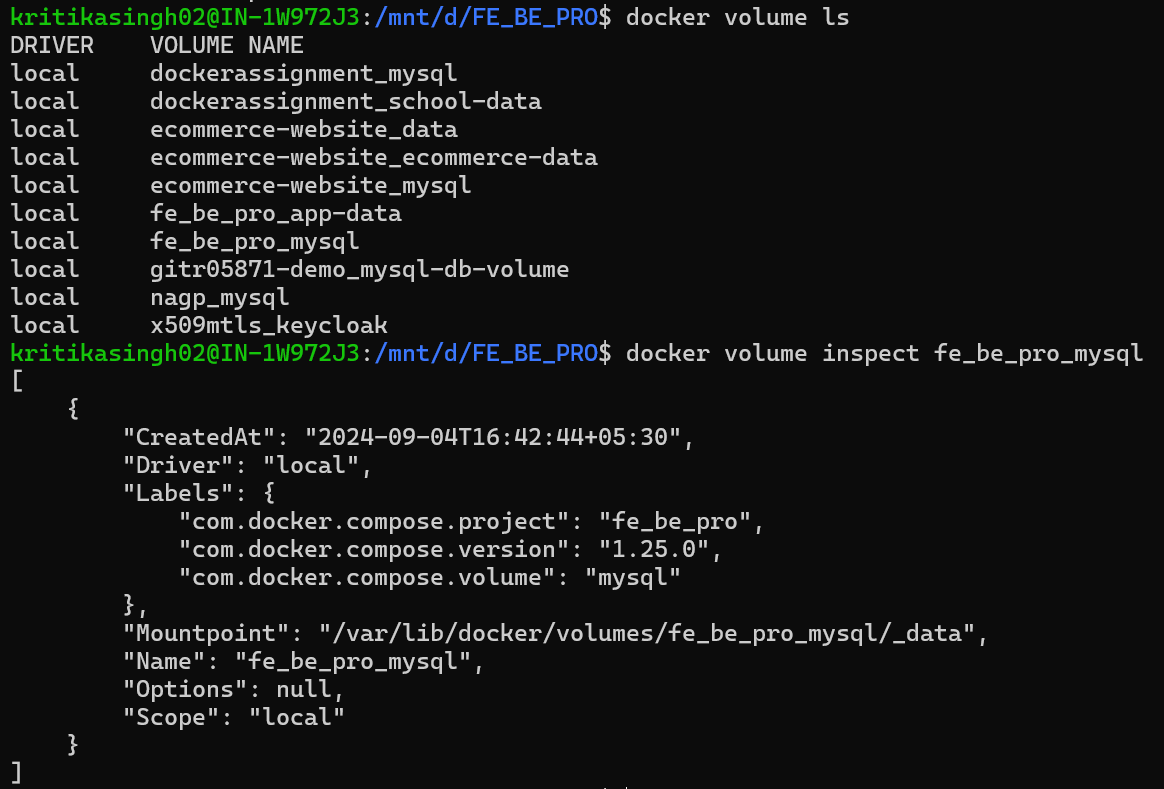 kritikasingh02@IN-1W972J3:/mnt/d/FE_BE_PRO$ docker volume ls
DRIVER    VOLUME NAME
local     dockerassignment_mysql
local     dockerassignment_school-data
local     ecommerce-website_data
local     ecommerce-website_ecommerce-data
local     ecommerce-website_mysql
local     fe_be_pro_app-data
local     fe_be_pro_mysql
local     gitr05871-demo_mysql-db-volume
local     nagp_mysql
local     x509mtls_keycloak
kritikasingh02@IN-1W972J3:/mnt/d/FE_BE_PRO$ docker volume inspect fe_be_pro_mysql
[
    {
        "CreatedAt": "2024-09-04T16:42:44+05:30",
        "Driver": "local",
        "Labels": {
            "com.docker.compose.project": "fe_be_pro",
            "com.docker.compose.version": "1.25.0",
            "com.docker.compose.volume": "mysql"
        },
        "Mountpoint": "/var/lib/docker/volumes/fe_be_pro_mysql/_data",
        "Name": "fe_be_pro_mysql",
        "Options": null,
        "Scope": "local"
    }
]